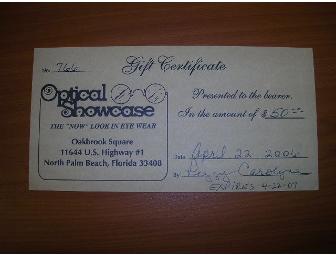 No. 766
Gift Certificate
Optical
Showcase
THE "NOW" LOOK IN EYE WEAR
Oakbrook Square
11644 U.S. Highway #1
North Palm Beach, Florida 33408
Presented to the bearer.
In the amount of $ 50
Date April 22 2006
By
EXPIRES 4-22-07